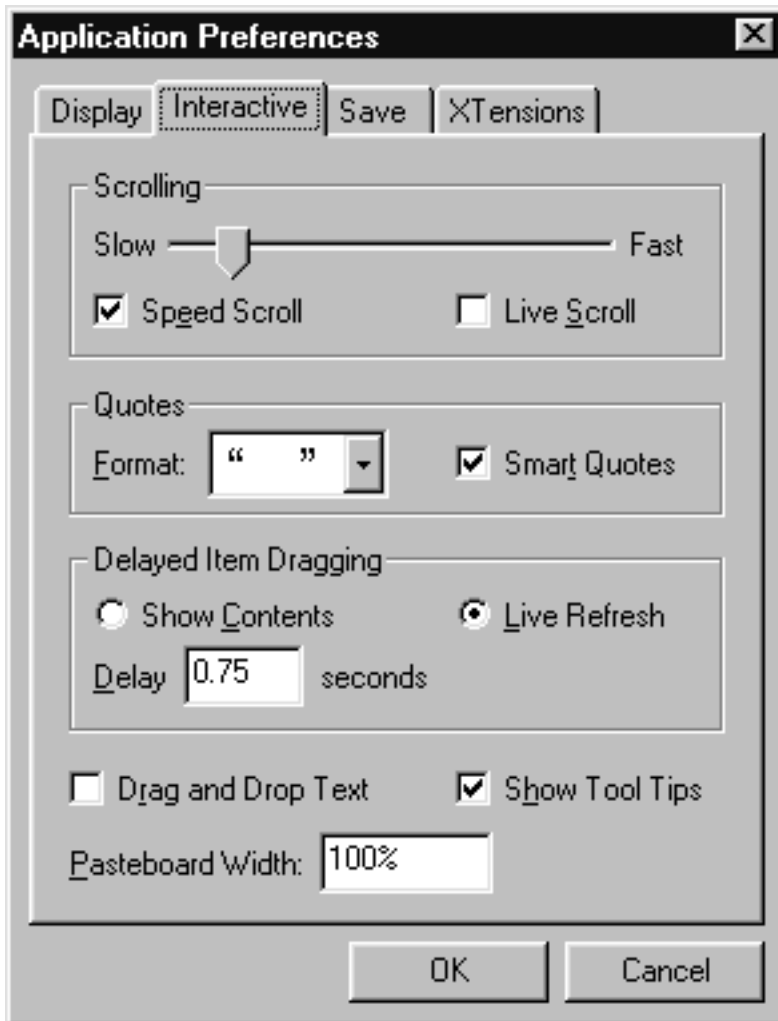 Application Preferences
Display Interactive Save XTensions
Scrolling
Slow Fast
Speed Scroll Live Scroll
Quotes
Format: “ ” Smart Quotes
Delayed Item Dragging
Show Contents Live Refresh
Delay 0.75 seconds
Drag and Drop Text Show Tool Tips
Pasteboard Width: 100%
OK Cancel